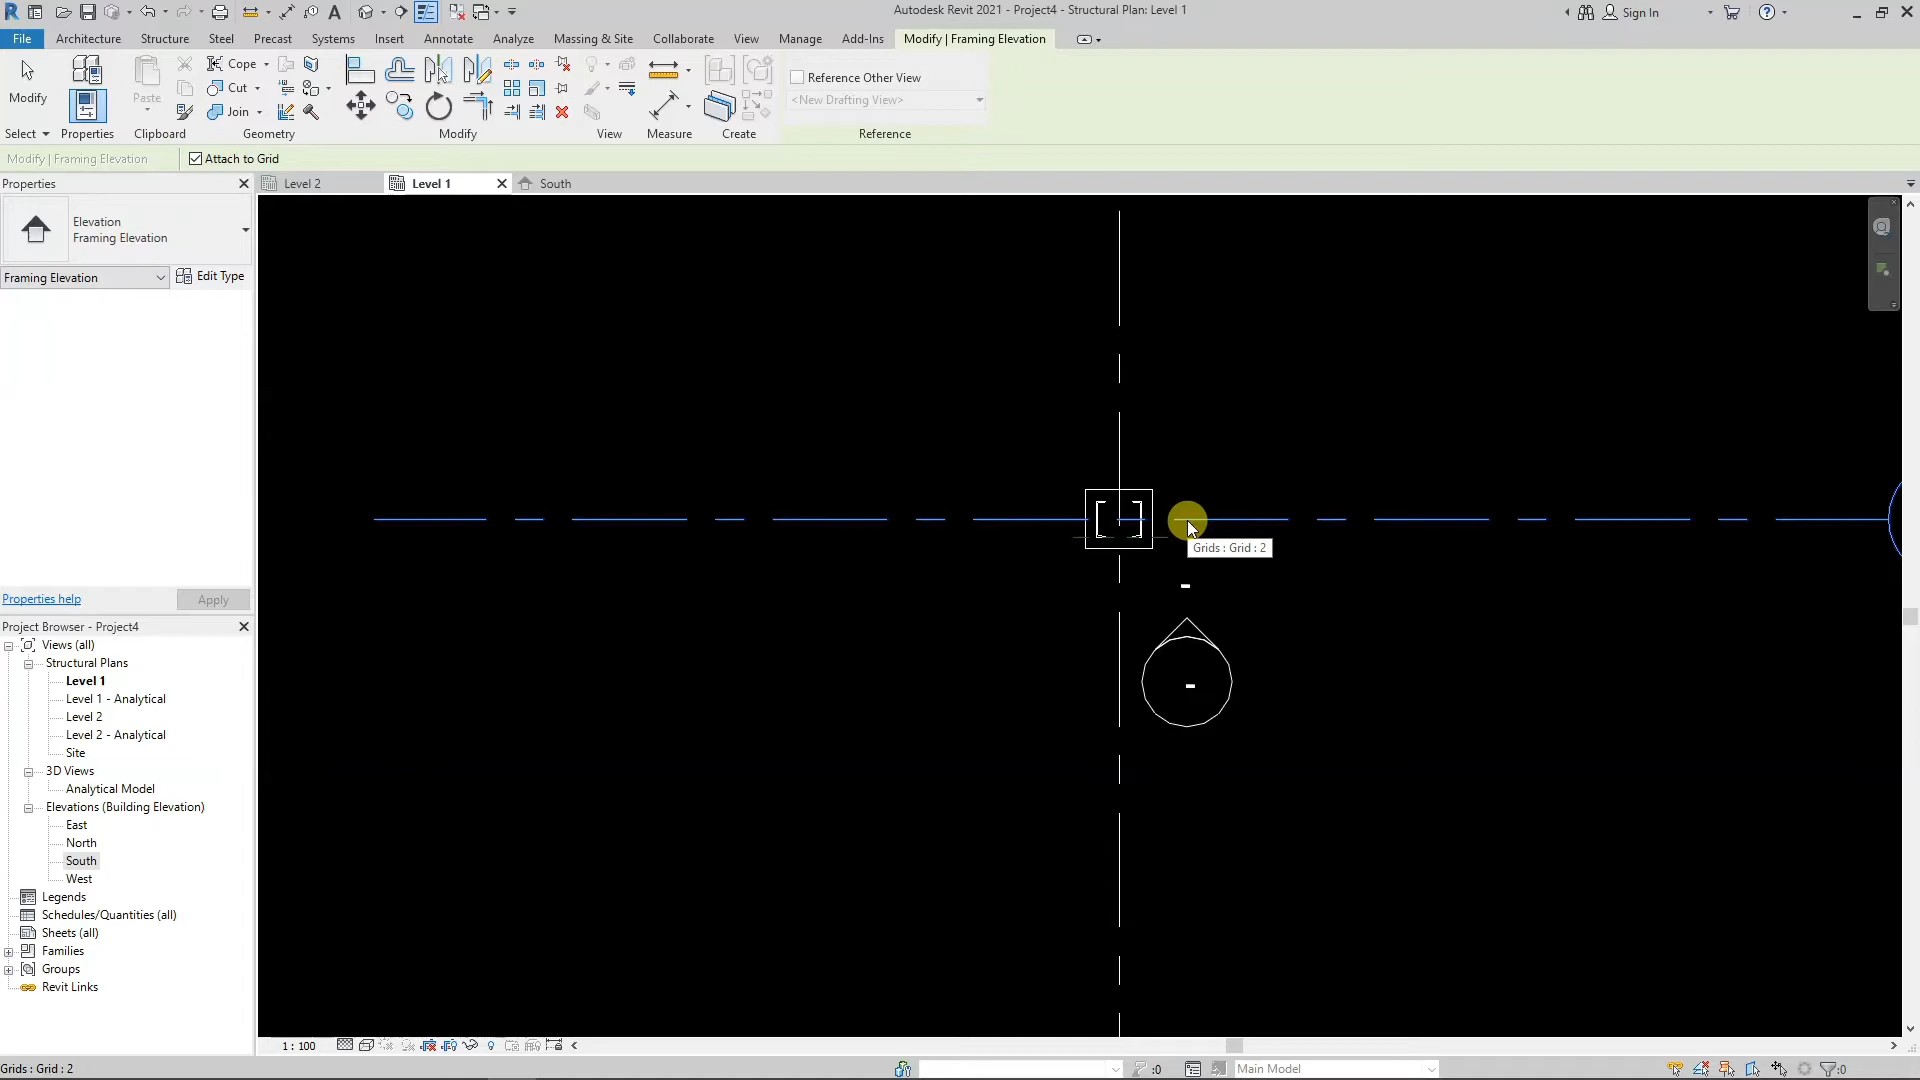 Autodesk Revit 2021 - Project4 - Structural Plan: Level 1
Sign In
File
Architecture
Structure
Steel
Precast
Systems
Insert
Annotate
Analyze
Massing & Site
Collaborate
View
Manage
Add-Ins
Modify | Framing Elevation
Modify
Paste
Cope
Cut
Join
Reference Other View
<New Drafting View>
Select
Properties
Clipboard
Geometry
Modify
View
Measure
Create
Reference
Modify | Framing Elevation
Attach to Grid
Properties
Level 2
Level 1
South
Elevation
Framing Elevation
Framing Elevation
Edit Type
Grids : Grid : 2
Properties help
Apply
Project Browser - Project4
Views (all)
Structural Plans
Level 1
Level 1 - Analytical
Level 2
Level 2 - Analytical
Site
3D Views
Analytical Model
Elevations (Building Elevation)
East
North
South
West
Legends
Schedules/Quantities (all)
Sheets (all)
Families
Groups
Revit Links
1 : 100
Grids : Grid : 2
:0
Main Model
:0